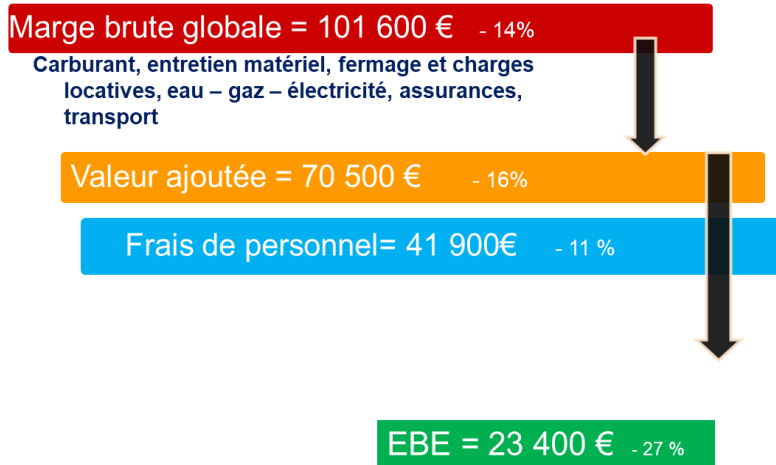 Marge brute globale = 101 600 € - 14%
Carburant, entretien matériel, fermage et charges
locatives, eau – gaz – électricité, assurances,
transport
Valeur ajoutée = 70 500 € - 16%
Frais de personnel= 41 900€ - 11 %
EBE = 23 400 € - 27 %